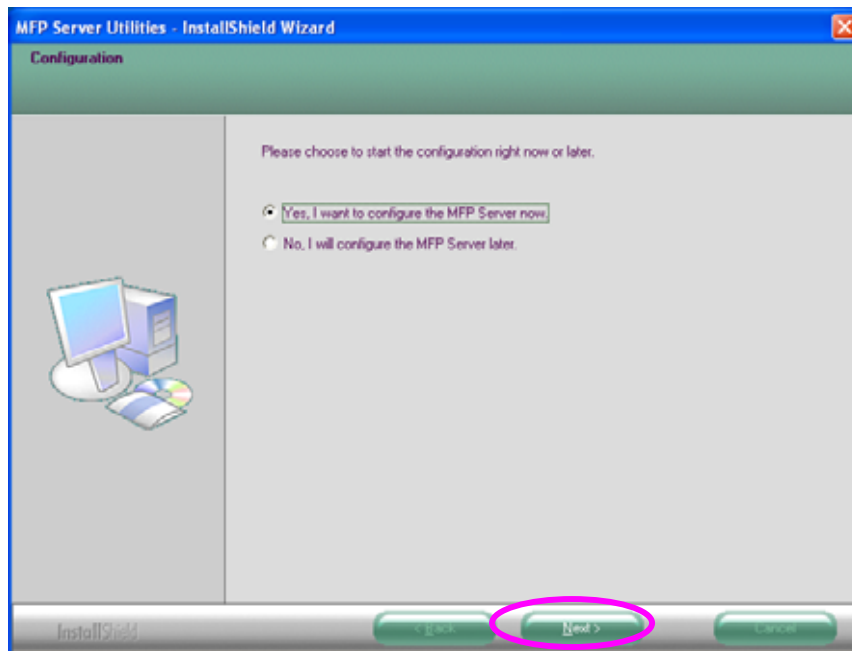 MFP Server Utilities - InstallShield Wizard
Configuration
Please choose to start the configuration right now or later.
Yes, I want to configure the MFP Server now.
No, I will configure the MFP Server later.
InstallShield
< Back
Next >
Cancel